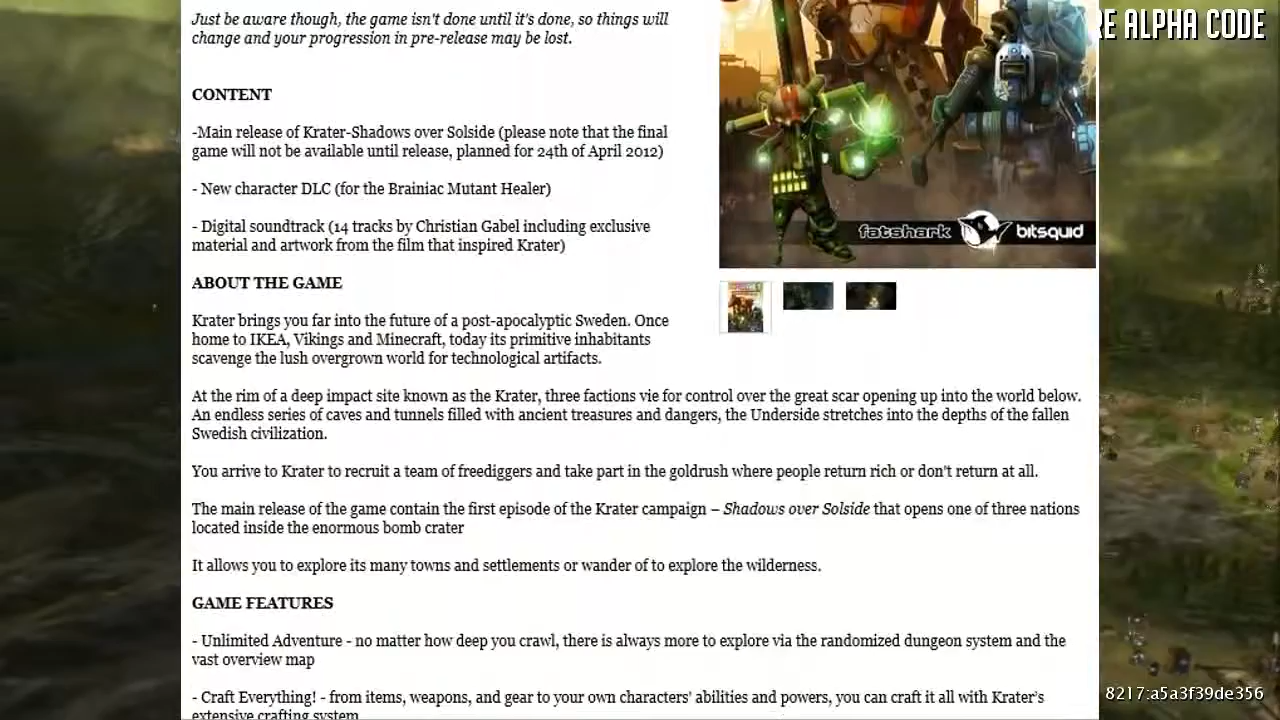 Just be aware though, the game isn't done until it's done, so things will
change and your progression in pre-release may be lost.
RE ALPHA CODE
CONTENT
-Main release of Krater-Shadows over Solside (please note that the final
game will not be available until release, planned for 24th of April 2012)
- New character DLC (for the Brainiac Mutant Healer)
- Digital soundtrack (14 tracks by Christian Gabel including exclusive
material and artwork from the film that inspired Krater)
fatshark bitsquid
ABOUT THE GAME
Krater brings you far into the future of a post-apocalyptic Sweden. Once
home to IKEA, Vikings and Minecraft, today its primitive inhabitants
scavenge the lush overgrown world for technological artifacts.
At the rim of a deep impact site known as the Krater, three factions vie for control over the great scar opening up into the world below.
An endless series of caves and tunnels filled with ancient treasures and dangers, the Underside stretches into the depths of the fallen
Swedish civilization.
You arrive to Krater to recruit a team of freediggers and take part in the goldrush where people return rich or don't return at all.
The main release of the game contain the first episode of the Krater campaign – Shadows over Solside that opens one of three nations
located inside the enormous bomb crater
It allows you to explore its many towns and settlements or wander of to explore the wilderness.
GAME FEATURES
- Unlimited Adventure - no matter how deep you crawl, there is always more to explore via the randomized dungeon system and the
vast overview map
- Craft Everything! - from items, weapons, and gear to your own characters' abilities and powers, you can craft it all with Krater's
extensive crafting system
8217:a5a3f39de356